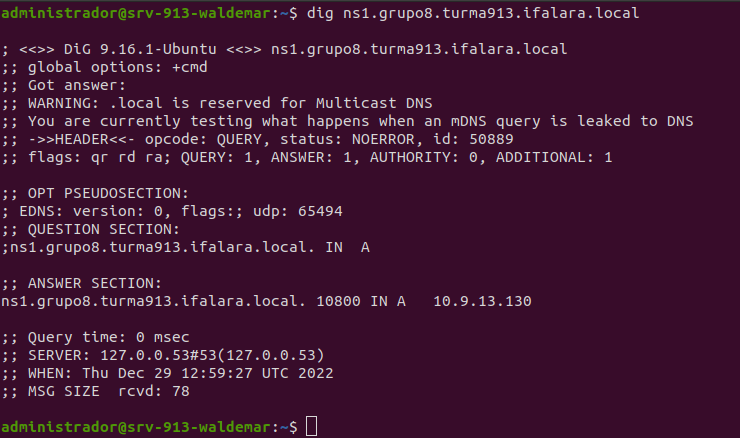 administrador@srv-913-waldemar:~$ dig ns1.grupo8.turma913.ifalara.local
; <<>> DiG 9.16.1-Ubuntu <<>> ns1.grupo8.turma913.ifalara.local
;; global options: +cmd
;; Got answer:
;; WARNING: .local is reserved for Multicast DNS
;; You are currently testing what happens when an mDNS query is leaked to DNS
;; ->>HEADER<<- opcode: QUERY, status: NOERROR, id: 50889
;; flags: qr rd ra; QUERY: 1, ANSWER: 1, AUTHORITY: 0, ADDITIONAL: 1
;; OPT PSEUDOSECTION:
; EDNS: version: 0, flags:; udp: 65494
;; QUESTION SECTION:
;ns1.grupo8.turma913.ifalara.local. IN  A
;; ANSWER SECTION:
ns1.grupo8.turma913.ifalara.local. 10800 IN A   10.9.13.130
;; Query time: 0 msec
;; SERVER: 127.0.0.53#53(127.0.0.53)
;; WHEN: Thu Dec 29 12:59:27 UTC 2022
;; MSG SIZE  rcvd: 78
administrador@srv-913-waldemar:~$